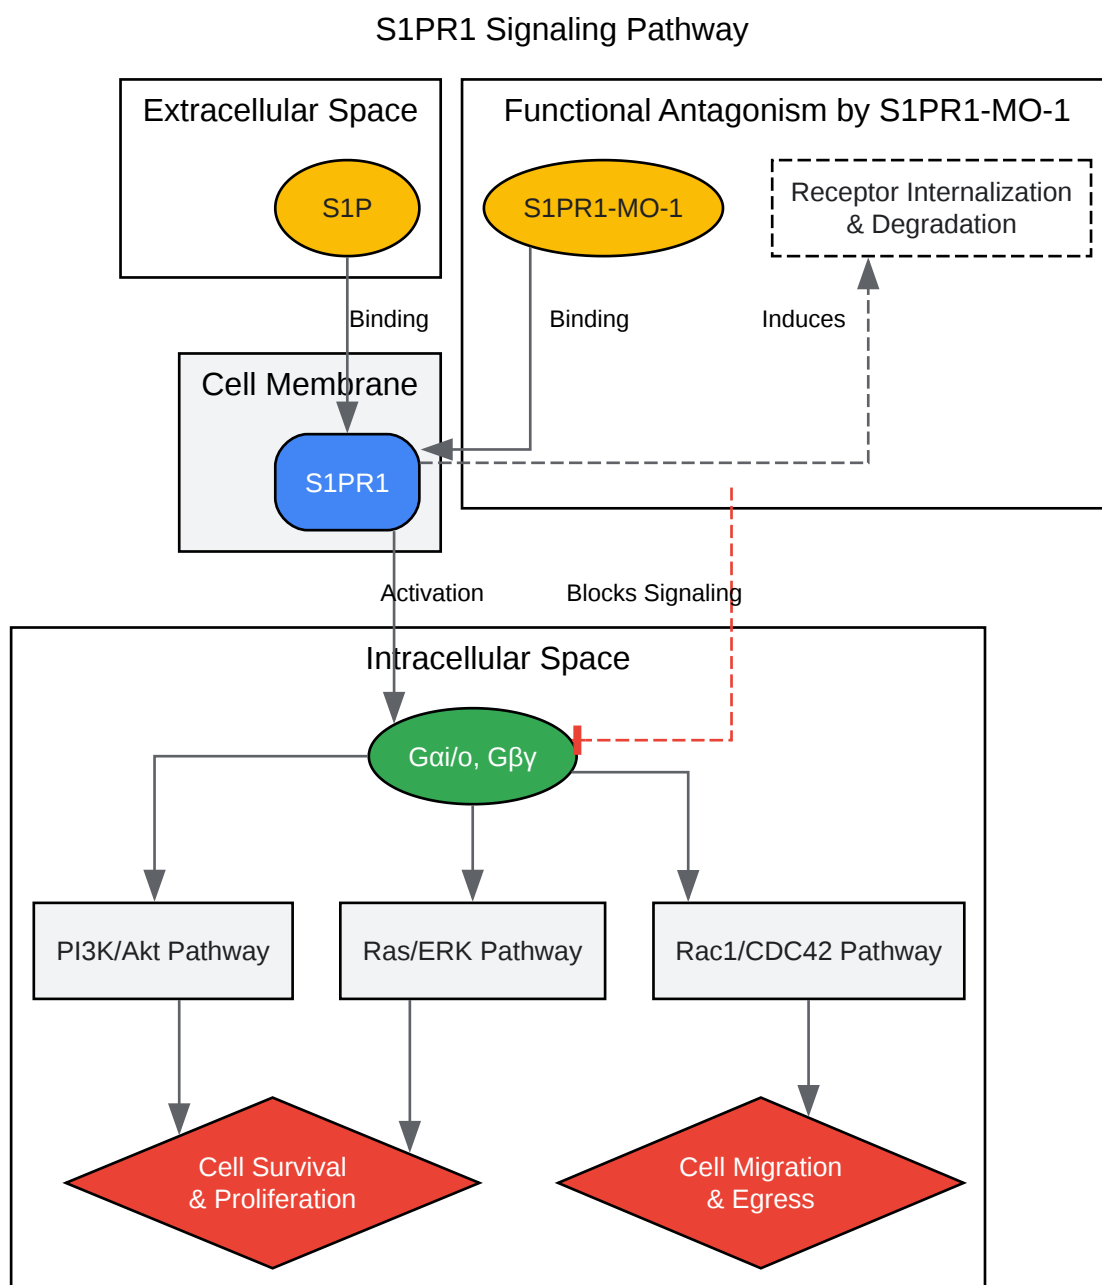 S1PR1 Signaling Pathway
Extracellular Space
Functional Antagonism by S1PR1-MO-1
S1P
S1PR1-MO-1
Receptor Internalization
& Degradation
Binding
Binding
Induces
Cell Membrane
S1PR1
Activation
Blocks Signaling
Intracellular Space
Gαi/o, Gβγ
PI3K/Akt Pathway
Ras/ERK Pathway
Rac1/CDC42 Pathway
Cell Survival
& Proliferation
Cell Migration
& Egress